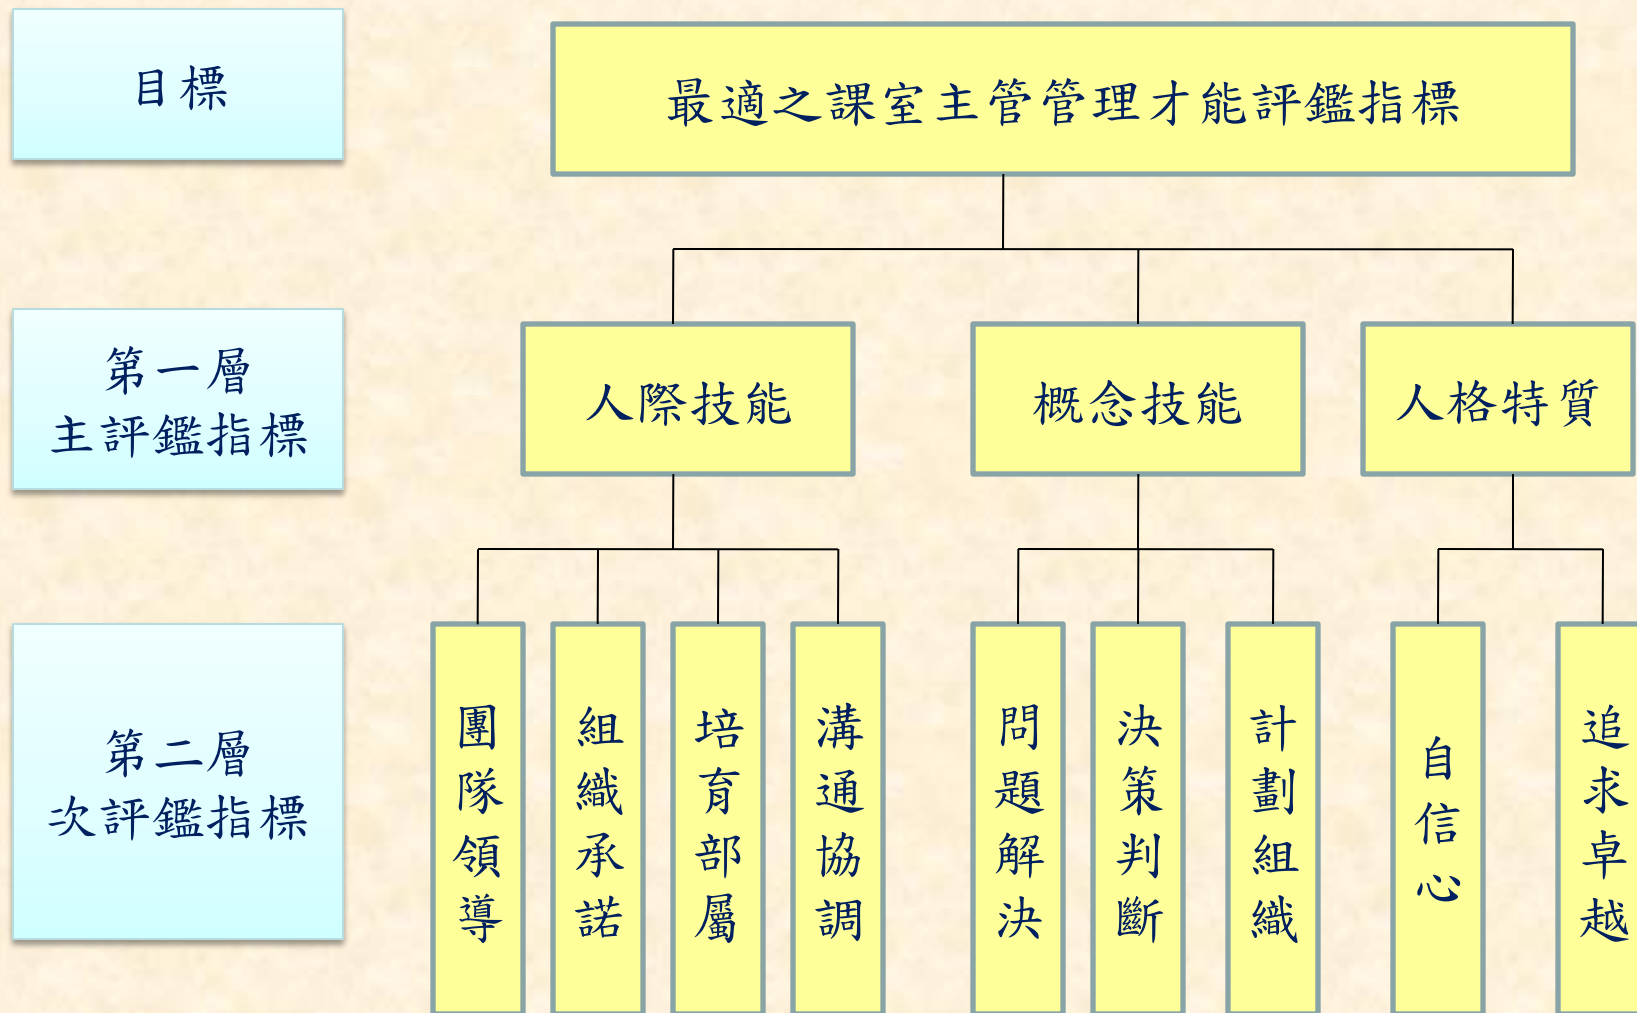 目標
最適之課室主管管理才能評鑑指標
第一層
主評鑑指標
人際技能
概念技能
人格特質
第二層
次評鑑指標
團隊領導
組織承諾
培育部屬
溝通協調
問題解決
決策判斷
計劃組織
自信心
追求卓越